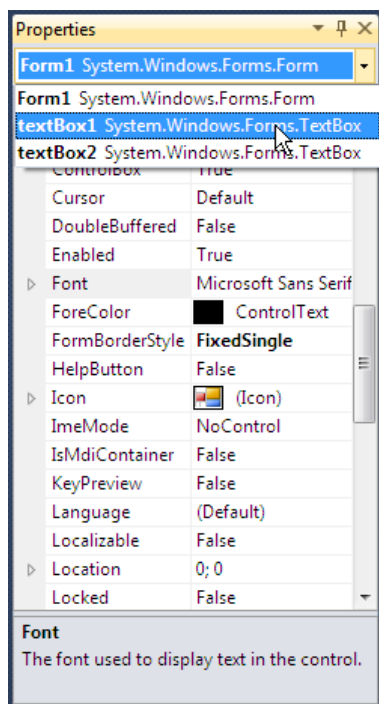 Properties
Form1 System.Windows.Forms.Form
Form1 System.Windows.Forms.Form
textBox1 System.Windows.Forms.TextBox
textBox2 System.Windows.Forms.TextBox
ControlBox True
Cursor Default
DoubleBuffered False
Enabled True
Font Microsoft Sans Serif
ForeColor ControlText
FormBorderStyle FixedSingle
HelpButton False
Icon (Icon)
ImeMode NoControl
IsMdiContainer False
KeyPreview False
Language (Default)
Localizable False
Location 0; 0
Locked False
Font
The font used to display text in the control.